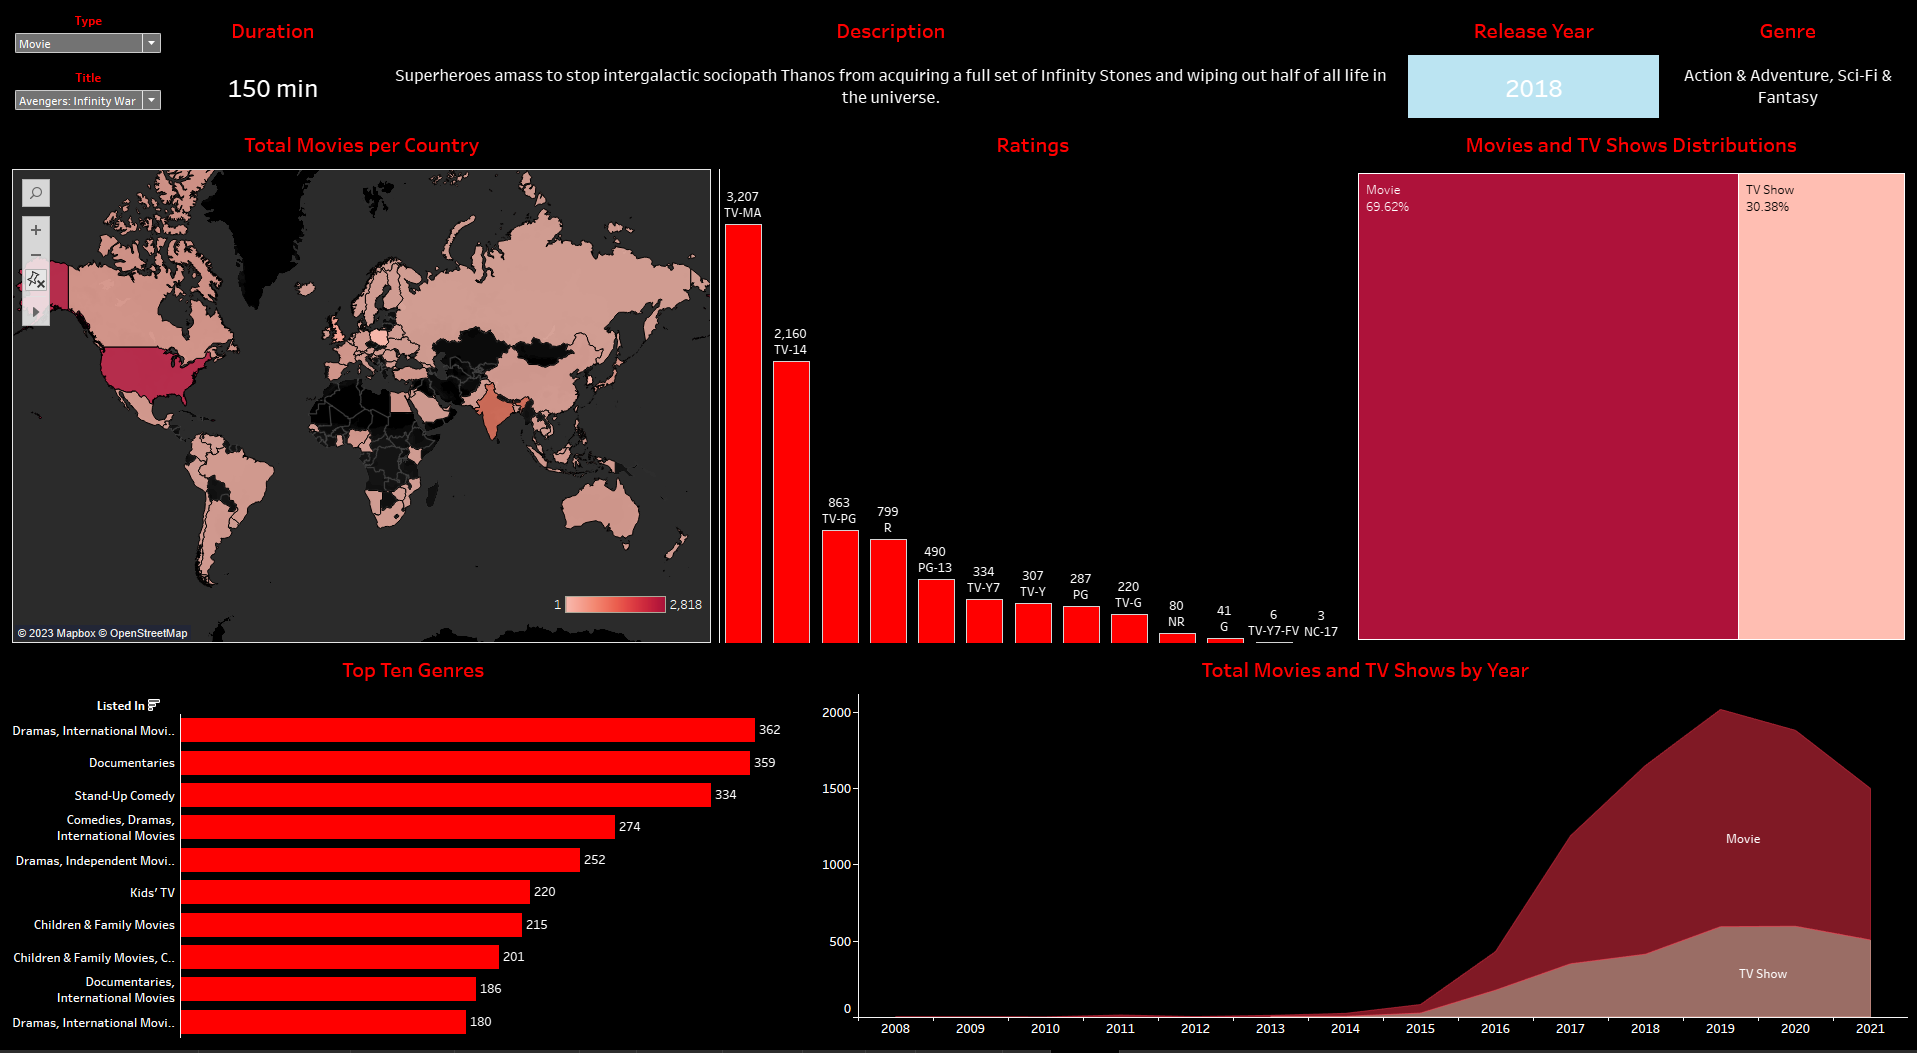 Type
Movie
Title
Avengers: Infinity War
Duration
150 min
Description
Superheroes amass to stop intergalactic sociopath Thanos from acquiring a full set of Infinity Stones and wiping out half of all life in
the universe.
Release Year
2018
Genre
Action & Adventure, Sci-Fi &
Fantasy
Total Movies per Country
1
2,818
© 2023 Mapbox © OpenStreetMap
Ratings
3,207
TV-MA
2,160
TV-14
863
TV-PG
799
R
490
PG-13
334
TV-Y7
307
TV-Y
287
PG
220
TV-G
80
NR
41
G
6
TV-Y7-FV
3
NC-17
Movies and TV Shows Distributions
Movie
69.62%
TV Show
30.38%
Top Ten Genres
Listed In
Dramas, International Movi..
362
Documentaries
359
Stand-Up Comedy
334
Comedies, Dramas,
International Movies
274
Dramas, Independent Movi..
252
Kids' TV
220
Children & Family Movies
215
Children & Family Movies, C..
201
Documentaries,
International Movies
186
Dramas, International Movi..
180
Total Movies and TV Shows by Year
2000
1500
1000
500
0
Movie
TV Show
2008
2009
2010
2011
2012
2013
2014
2015
2016
2017
2018
2019
2020
2021